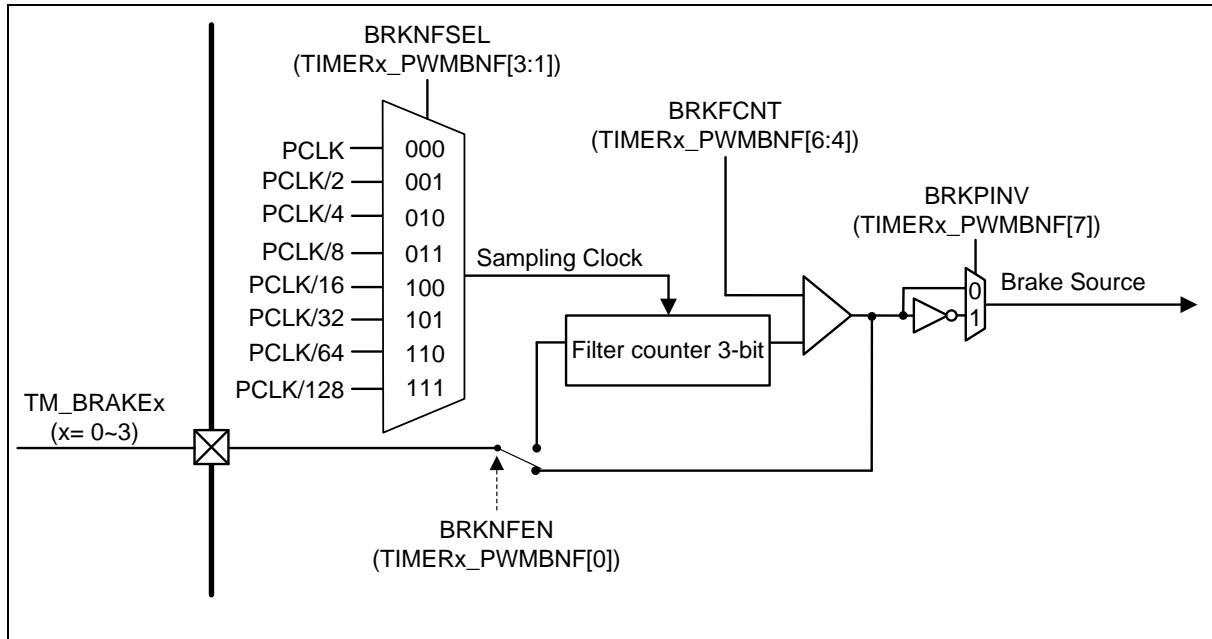 BRKNFSEL
(TIMERx_PWMBNF[3:1])
BRKFCNT
(TIMERx_PWMBNF[6:4])
PCLK 000
PCLK/2 001
PCLK/4 010
PCLK/8 011
PCLK/16 100
PCLK/32 101
PCLK/64 110
PCLK/128 111
BRKPINV
(TIMERx_PWMBNF[7])
Sampling Clock
0
1
Brake Source
Filter counter 3-bit
TM_BRAKEx
(x= 0~3)
BRKNFEN
(TIMERx_PWMBNF[0])